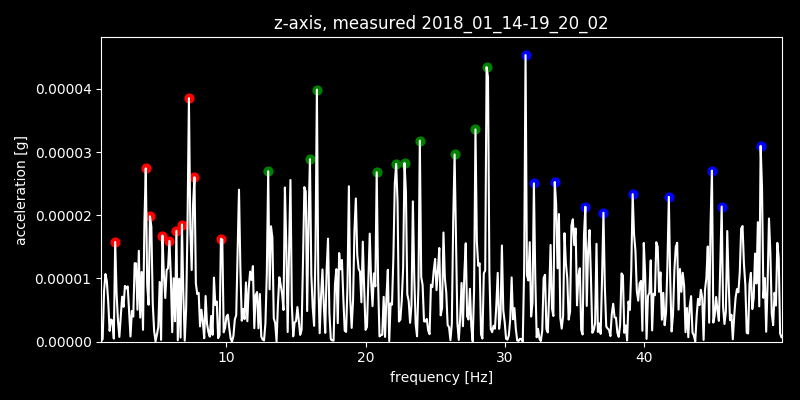 z-axis, measured 2018_01_14-19_20_02
acceleration [g]
0.00004
0.00003
0.00002
0.00001
0.00000
10 20 30 40
frequency [Hz]